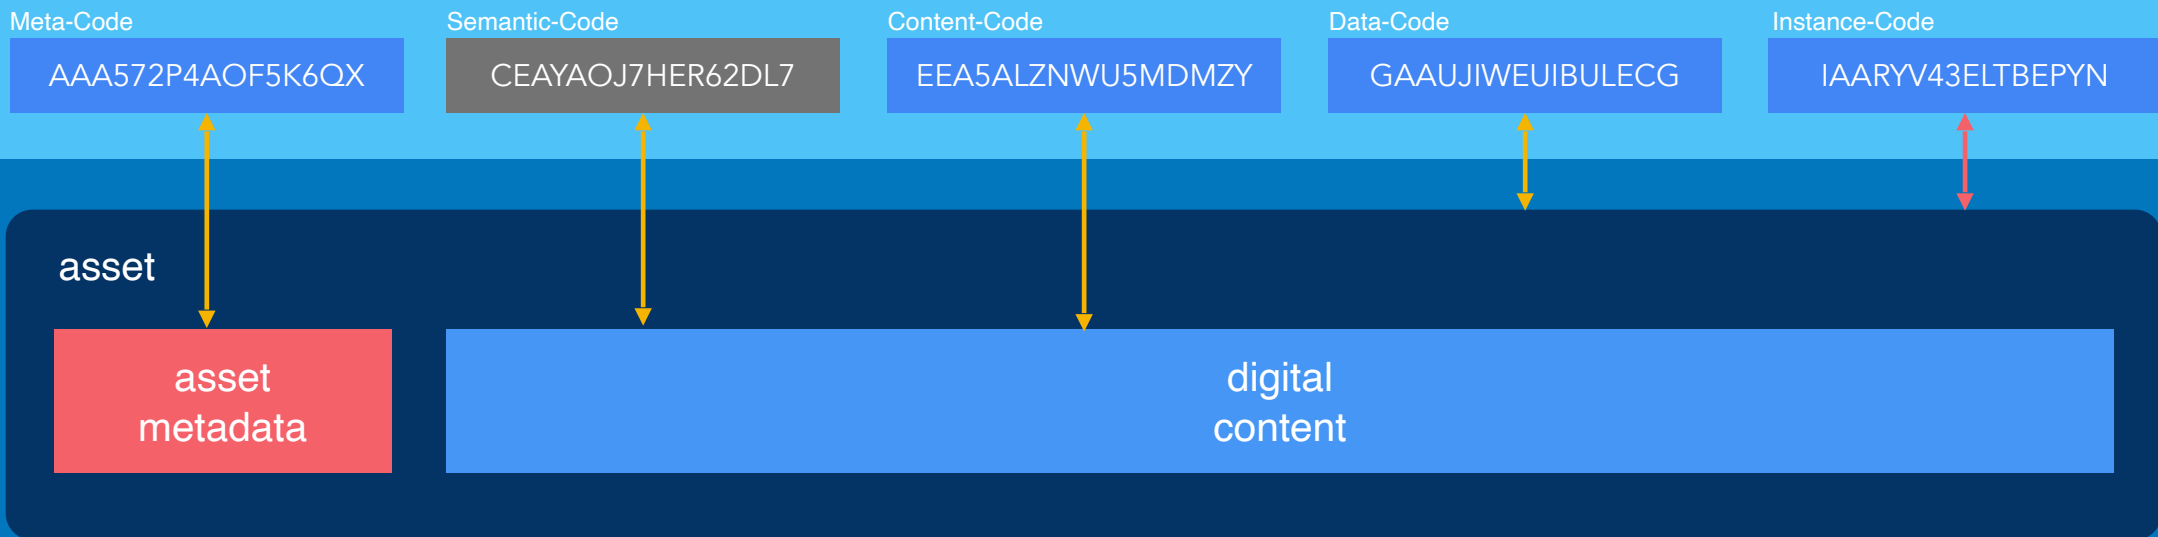 Meta-Code
Semantic-Code
Content-Code
Data-Code
Instance-Code
AAA572P4AOF5K6QX
CEAYAOJ7HER62DL7
EEA5ALZNWU5MDMZY
GAAUJIWEUIBULECG
IAARYV43ELTBEPYN
asset
asset
metadata
digital
content